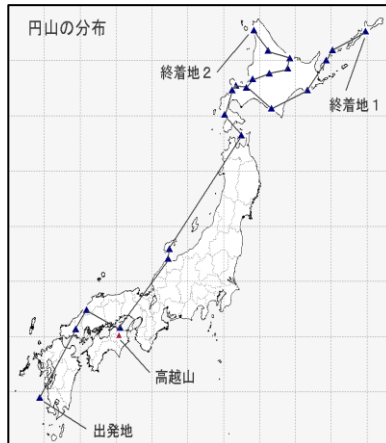 円山の分布
終着地2
終着地1
高越山
出発地